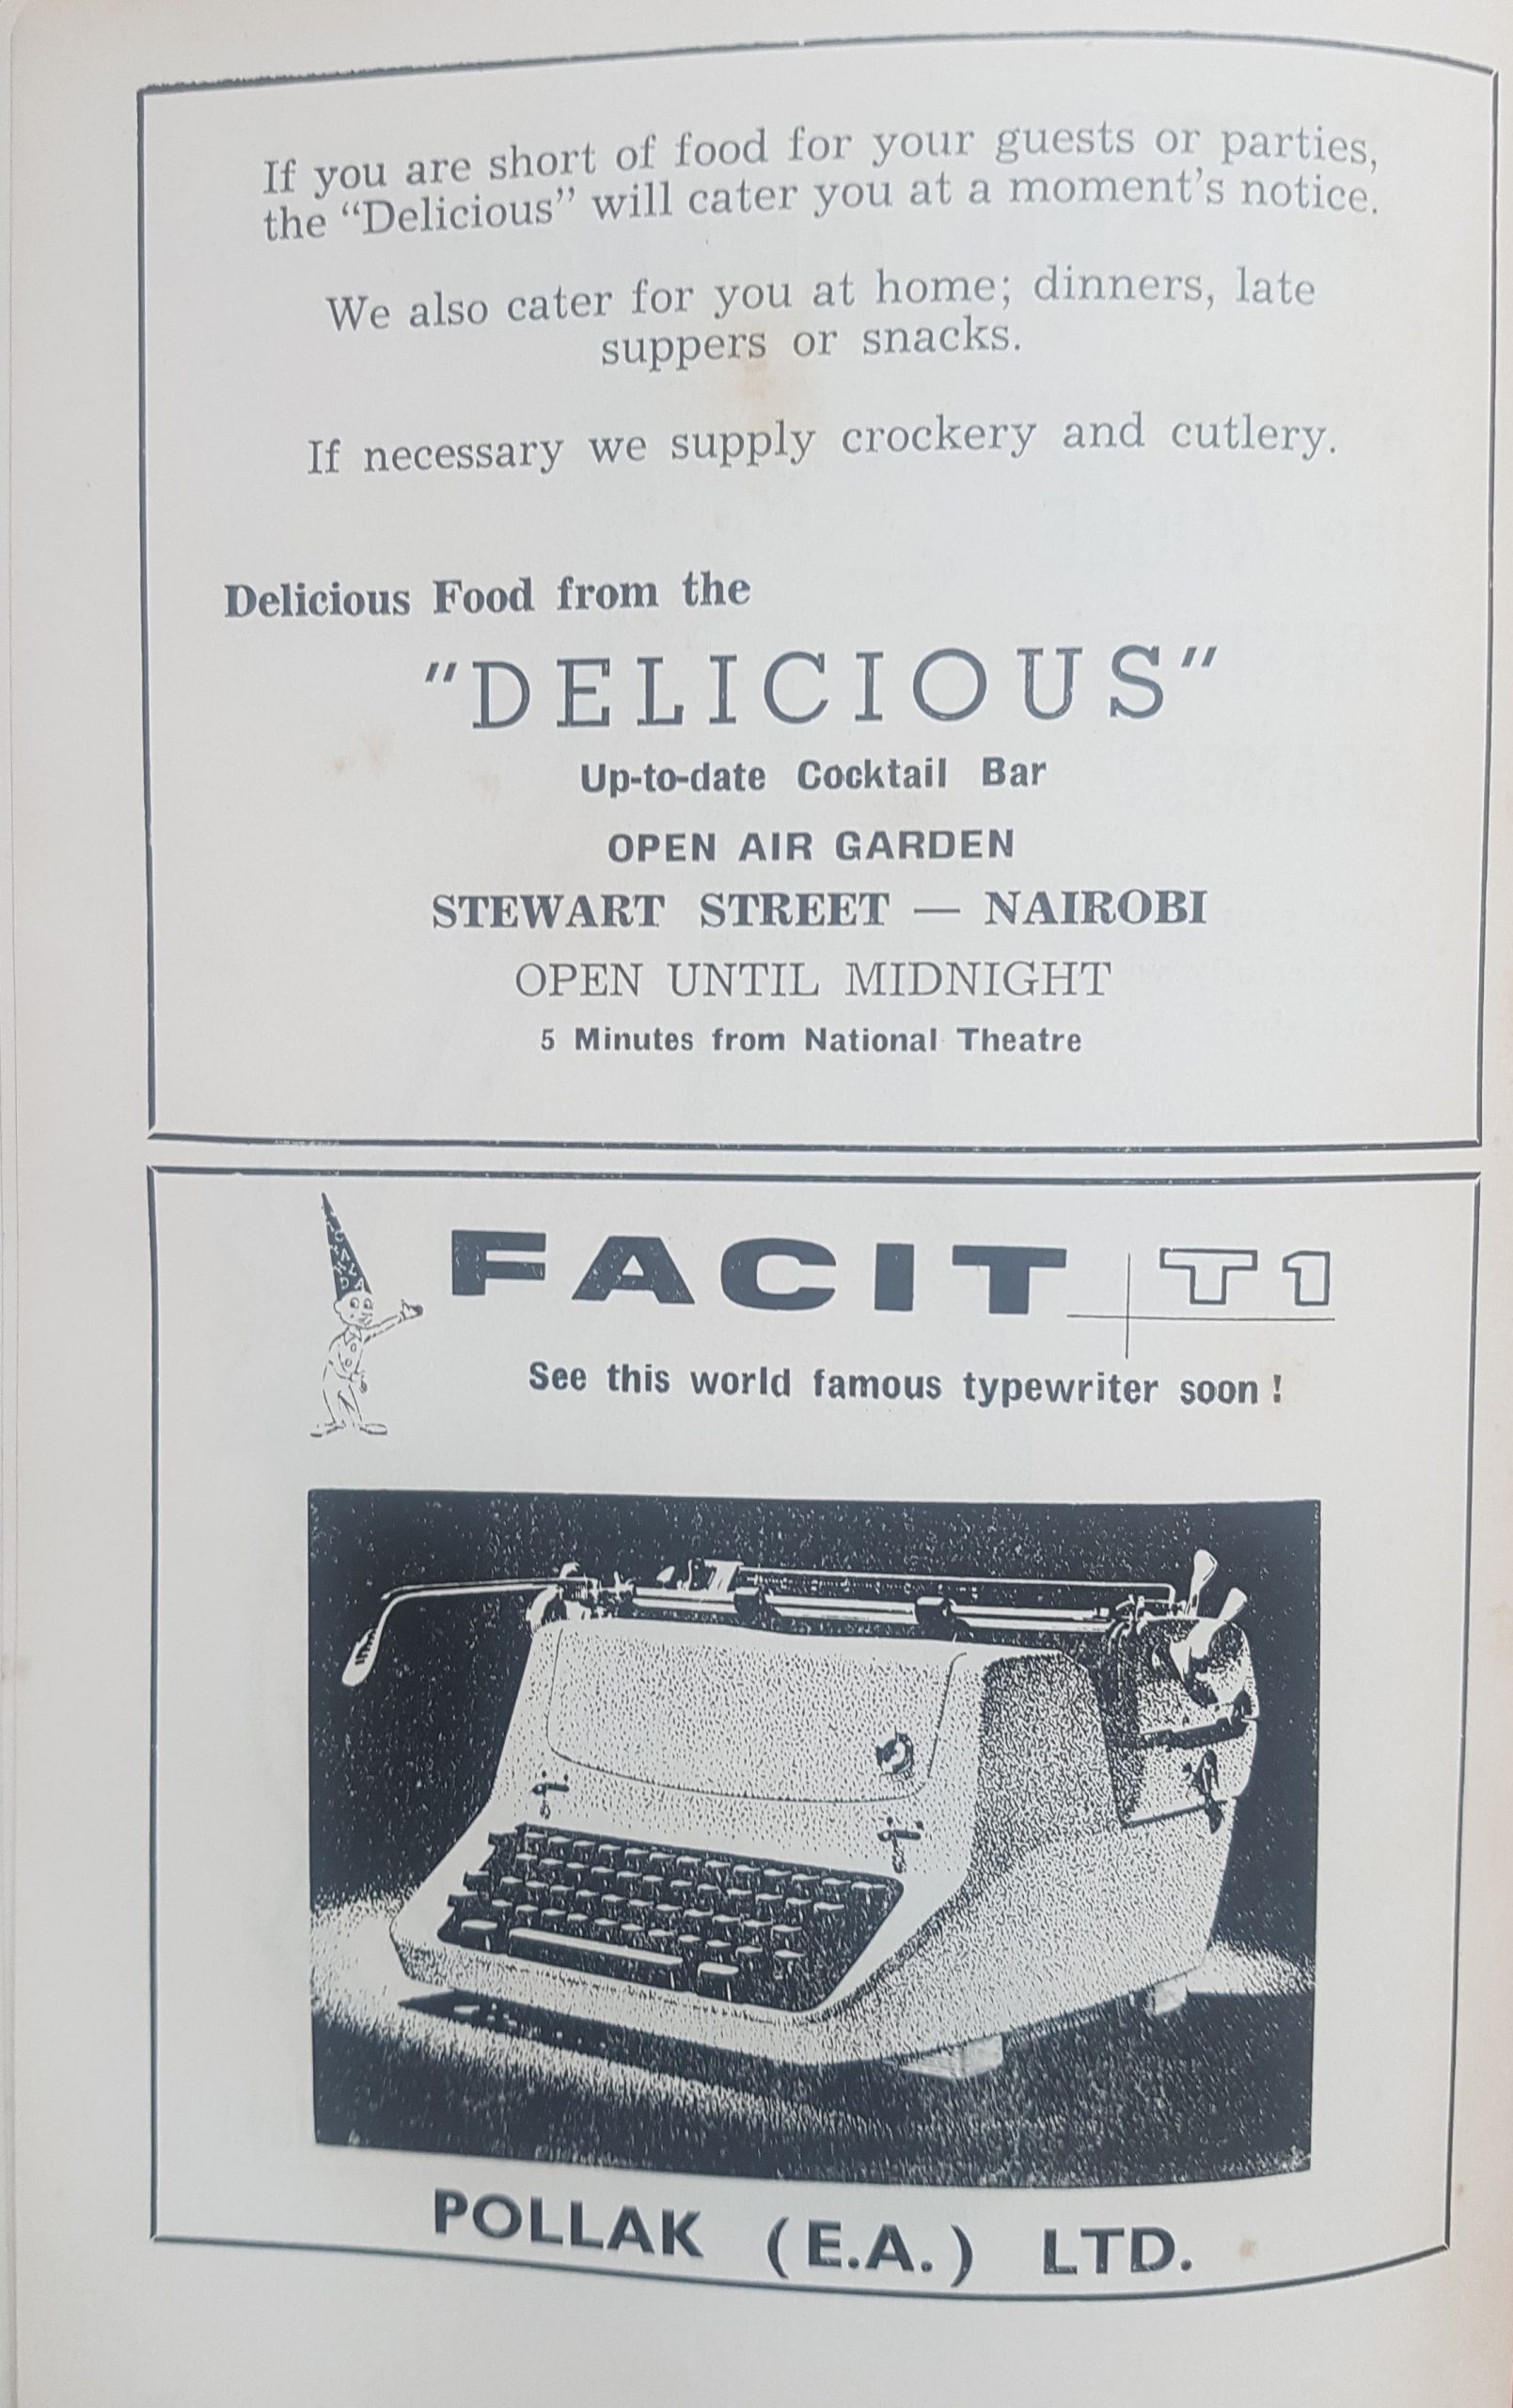 If you are short of food for your guests or parties,
the “Delicious” will cater you at a moment’s notice.
We also cater for you at home; dinners, late
suppers or snacks.
If necessary we supply crockery and cutlery.
Delicious Food from the
"DELICIOUS"
Up-to-date Cocktail Bar
OPEN AIR GARDEN
STEWART STREET — NAIROBI
OPEN UNTIL MIDNIGHT
5 Minutes from National Theatre
FACIT T1
See this world famous typewriter soon !
POLLAK (E.A.) LTD.